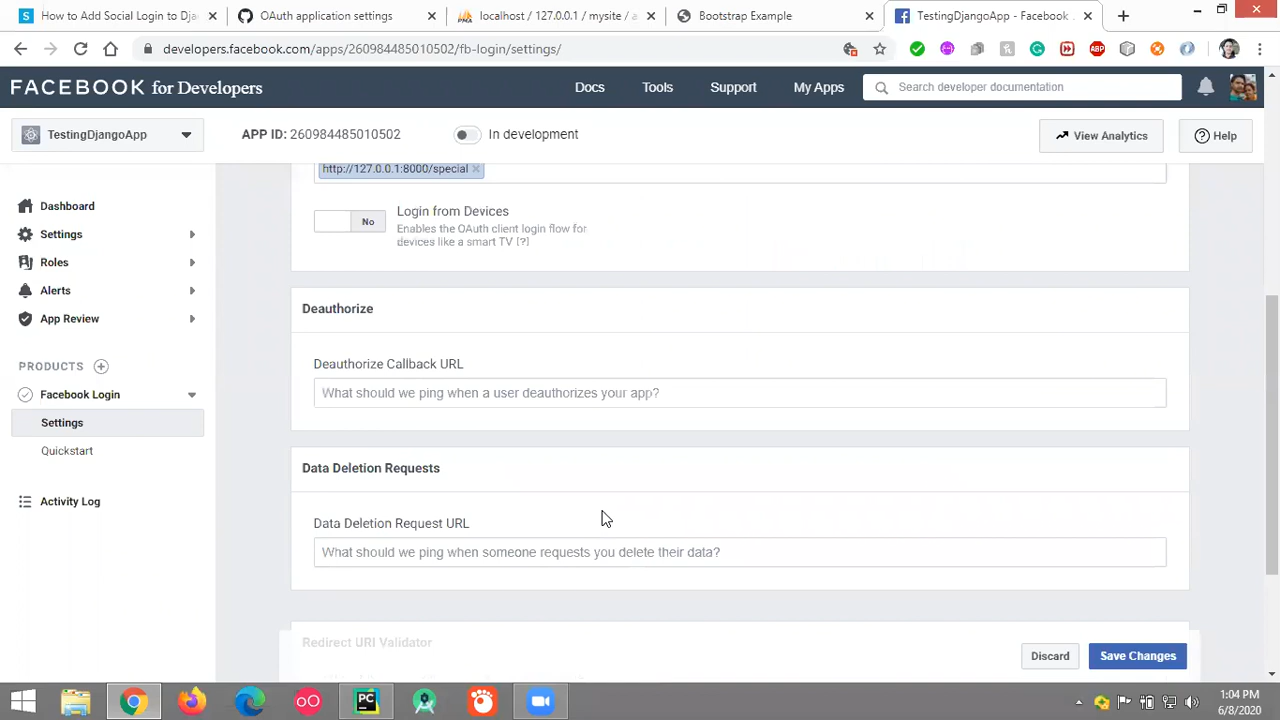 How to Add Social Login to Dj
OAuth application settings
localhost / 127.0.0.1 / mysite / a
Bootstrap Example
TestingDjangoApp - Facebook
developers.facebook.com/apps/260984485010502/fb-login/settings/
FACEBOOK for Developers
Docs
Tools
Support
My Apps
Search developer documentation
TestingDjangoApp
APP ID: 260984485010502
In development
View Analytics
Help
http://127.0.0.1:8000/special
Dashboard
Settings
Roles
Alerts
App Review
PRODUCTS
Facebook Login
Settings
Quickstart
Activity Log
No
Login from Devices
Enables the OAuth client login flow for
devices like a smart TV [?]
Deauthorize
Deauthorize Callback URL
What should we ping when a user deauthorizes your app?
Data Deletion Requests
Data Deletion Request URL
What should we ping when someone requests you delete their data?
Redirect URI Validator
Discard
Save Changes
ABP
PC
1:04 PM
6/8/2020